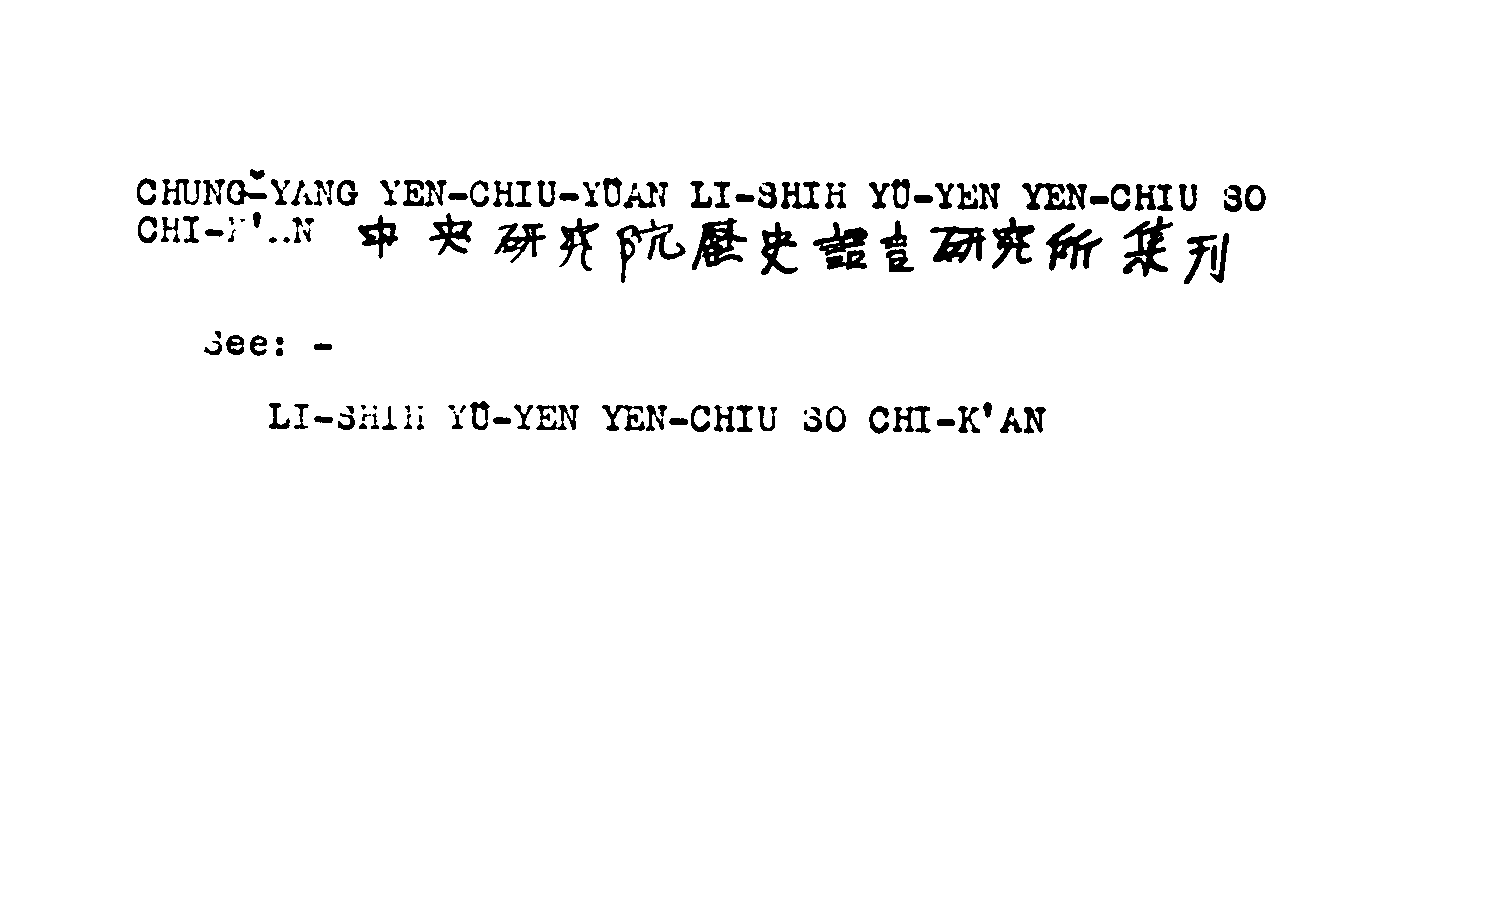 CHUNG-YANG YEN-CHIU-YÜAN LI-SHIH YÜ-YEN YEN-CHIU SO
CHI-K'AN 中央研究院歷史語言研究所集刊
See: -
LI-SHIH YÜ-YEN YEN-CHIU SO CHI-K'AN